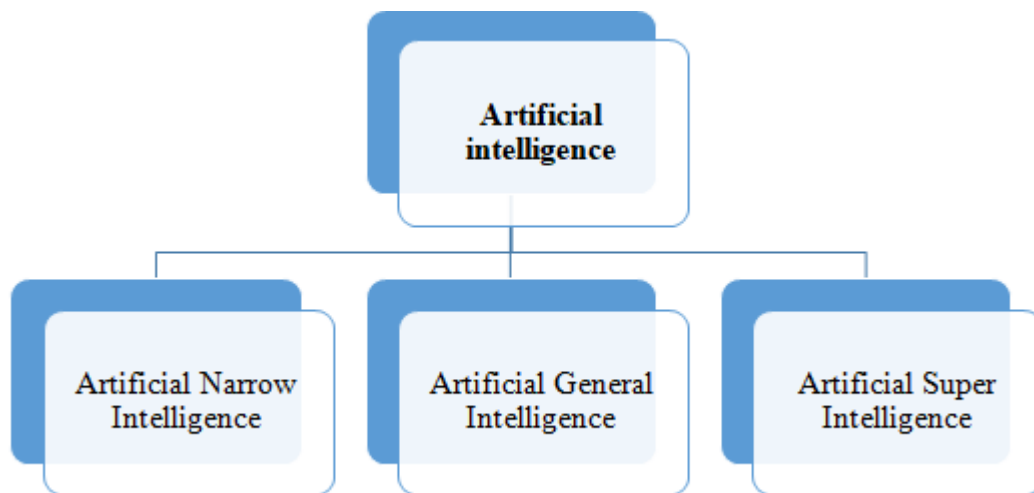 Artificial
intelligence
Artificial Narrow
Intelligence
Artificial General
Intelligence
Artificial Super
Intelligence